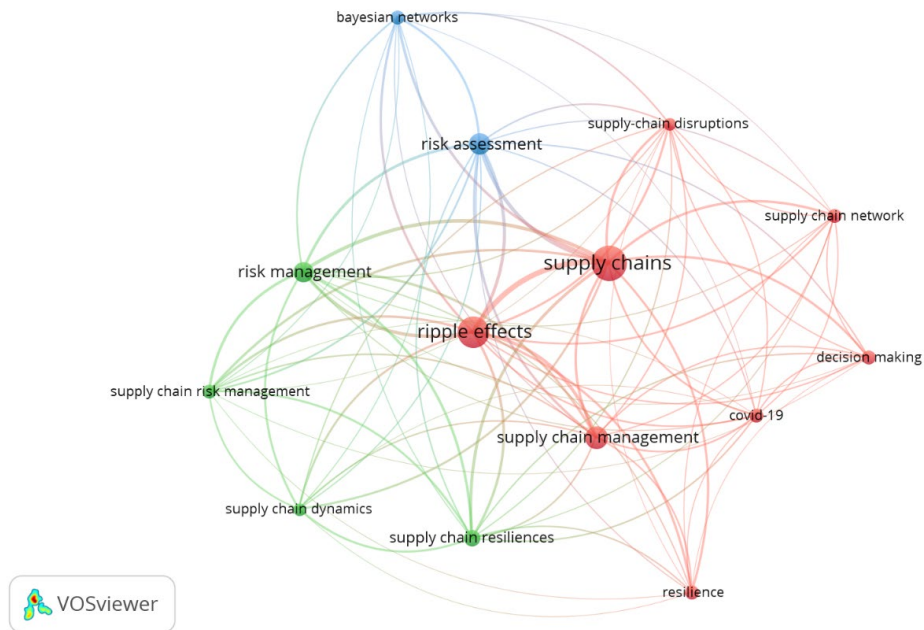 bayesian networks
supply-chain disruptions
risk assessment
supply chain network
supply chains
risk management
ripple effects
decision making
supply chain risk management
covid-19
supply chain management
supply chain dynamics
supply chain resiliences
resilience
VOSviewer